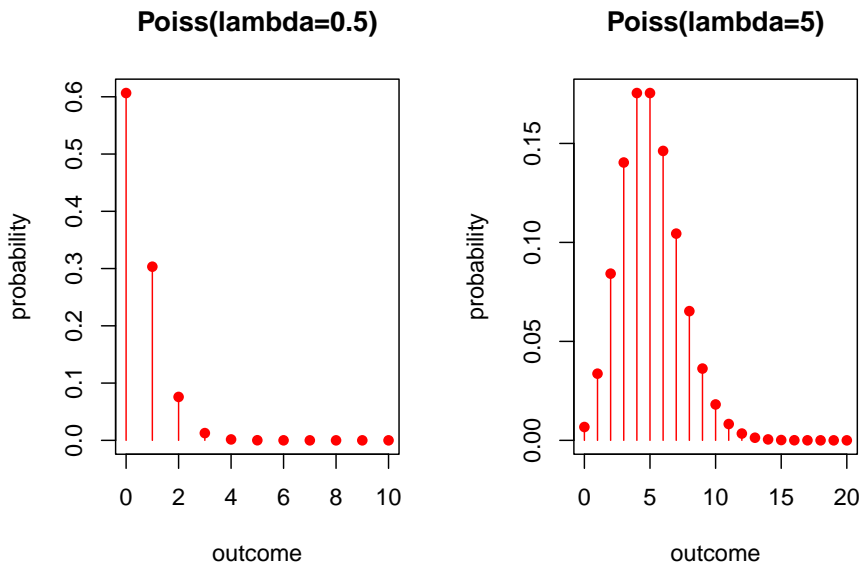 Poiss(lambda=0.5)
probability
0.0 0.1 0.2 0.3 0.4 0.5 0.6
0 2 4 6 8 10
outcome
Poiss(lambda=5)
probability
0.00 0.05 0.10 0.15
0 5 10 15 20
outcome